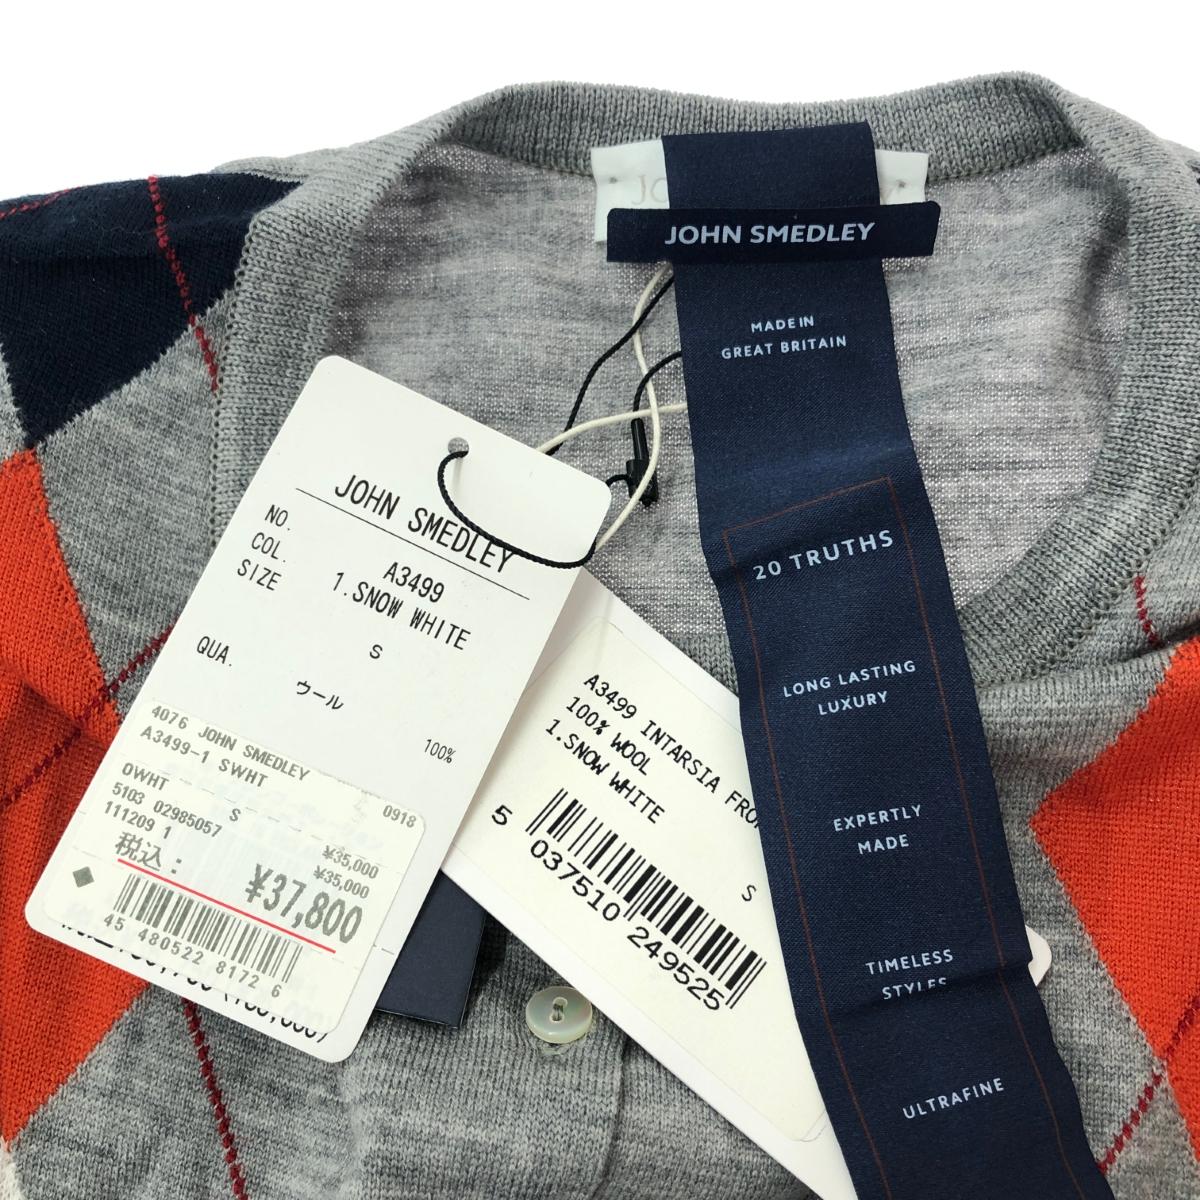 JOHN SMEDLEY
MADE IN
GREAT BRITAIN
20 TRUTHS
LONG LASTING
LUXURY
EXPERTLY
MADE
TIMELESS
STYLES
ULTRAFINE
JOHN SMEDLEY
NO. A3499
COL. 1.SNOW WHITE
SIZE S
QUA.
ウール
100%
4076 JOHN SMEDLEY
A3499-1 SWHT
0918
OWHT S
5103 02985057
111209 1
¥35,000
¥35,000
税込: ¥37,800
45 480522 8172 6
A3499 INTARSIA
100% WOOL
1.SNOW WHITE
S
5 037510 249525